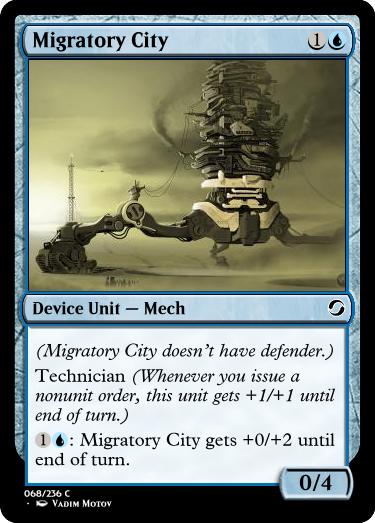 Migratory City 1
Device Unit — Mech
(Migratory City doesn't have defender.)
Technician (Whenever you issue a
nonunit order, this unit gets +1/+1 until
end of turn.)
1 : Migratory City gets +0/+2 until
end of turn.
0/4
068/236 C
· Vadim Motov